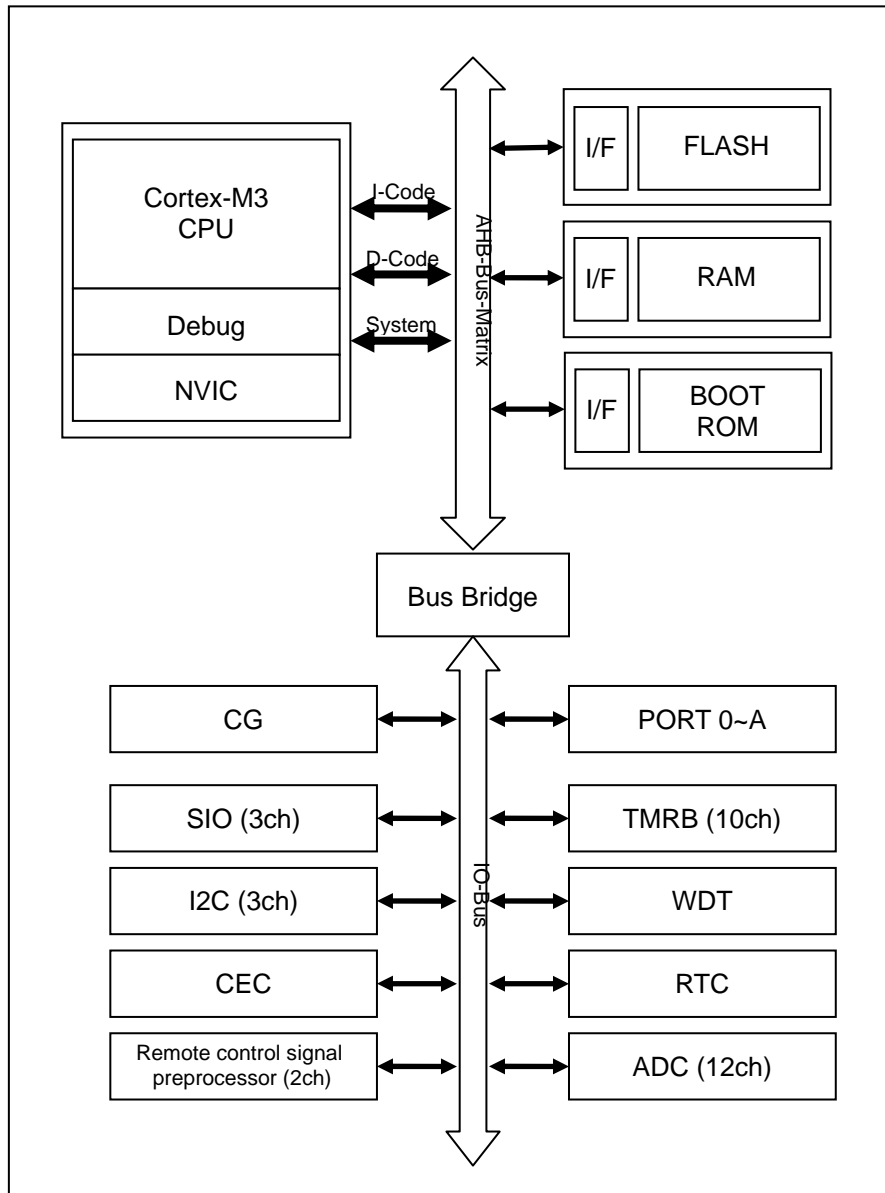 Cortex-M3
CPU
Debug
NVIC
I-Code
D-Code
System
AHB-Bus-Matrix
I/F
FLASH
I/F
RAM
I/F
BOOT
ROM
Bus Bridge
CG
PORT 0~A
SIO (3ch)
TMRB (10ch)
I2C (3ch)
IO-Bus
WDT
CEC
RTC
Remote control signal
preprocessor (2ch)
ADC (12ch)